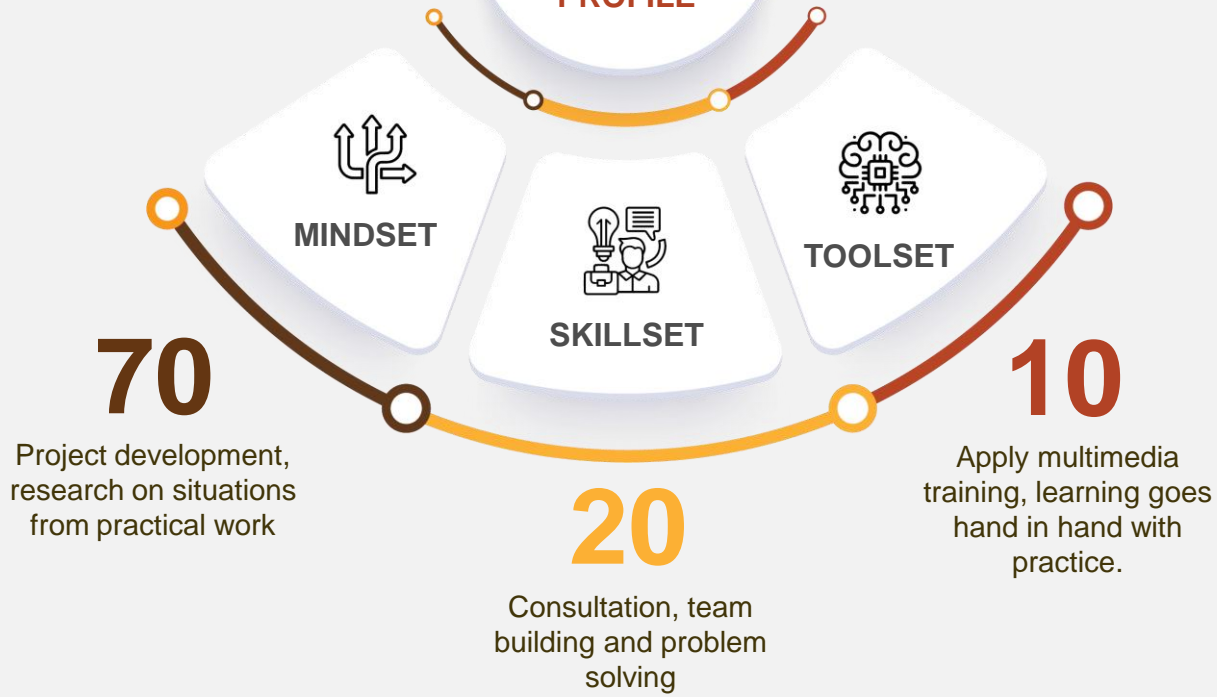 PROFILE
MINDSET
SKILLSET
TOOLSET
70
Project development,
research on situations
from practical work
20
Consultation, team
building and problem
solving
10
Apply multimedia
training, learning goes
hand in hand with
practice.